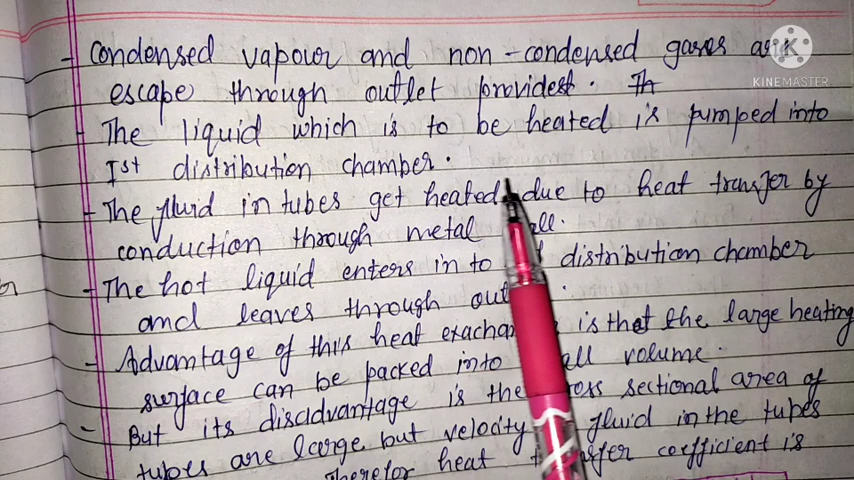 - Condensed vapour and non-condensed gases are
escape through outlet provided. Th
- The liquid which is to be heated is pumped into
Ist distribution chamber.
- The fluid in tubes get heated due to heat transfer by
conduction through metal
- The hot liquid enters in to distribution chamber
and leaves through
- Advantage of this heat is that the large heating
surface can be packed into volume.
- But its disadvantage is the sectional area of
tubes are large but velocity fluid in the tubes
Therefor heat coefficient is
K
KINEMASTER